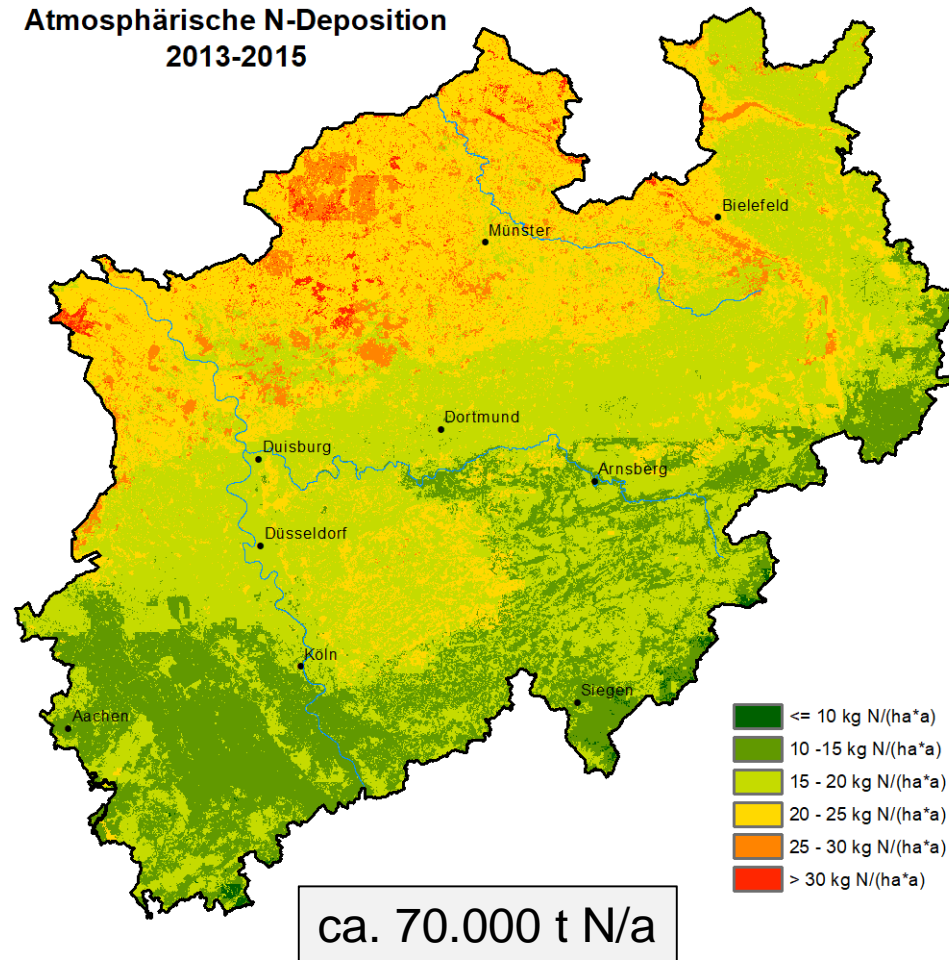 Atmosphärische N-Deposition
2013-2015
Bielefeld
Münster
Dortmund
Duisburg
Arnsberg
Düsseldorf
Köln
Siegen
Aachen
<= 10 kg N/(ha*a)
10 -15 kg N/(ha*a)
15 - 20 kg N/(ha*a)
20 - 25 kg N/(ha*a)
25 - 30 kg N/(ha*a)
> 30 kg N/(ha*a)
ca. 70.000 t N/a